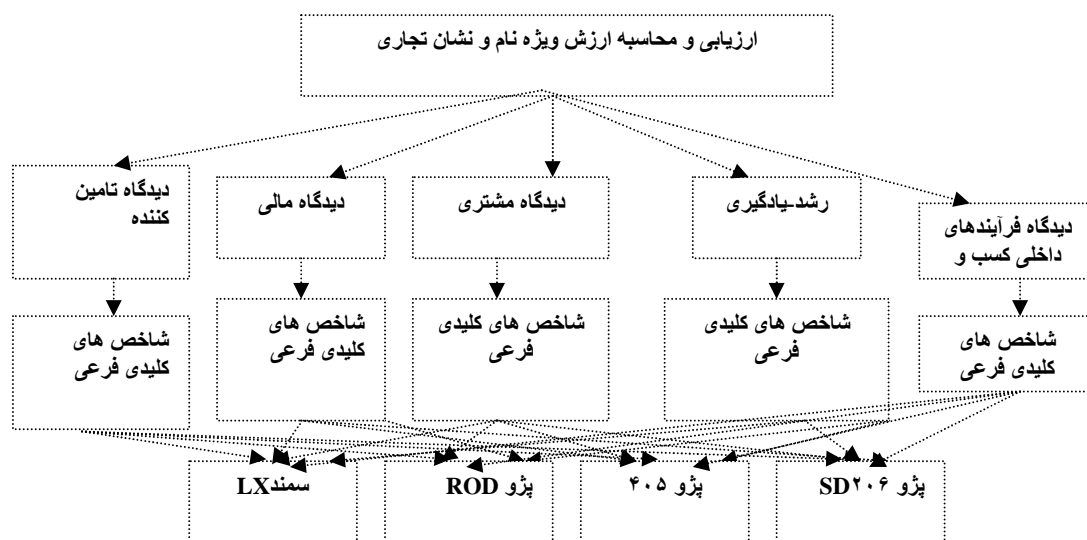 ارزیابی و محاسبه ارزش ویژه نام و نشان تجاری
دیدگاه فرآیندهای
داخلی کسب و
رشد-یادگیری
دیدگاه مشتری
دیدگاه مالی
دیدگاه تامین
کننده
شاخص های
کلیدی فرعی
شاخص های کلیدی
فرعی
شاخص های کلیدی
فرعی
شاخص های
کلیدی فرعی
شاخص های
کلیدی فرعی
پژو SD۲۰۶
پژو ۴۰۵
پژو ROD
سمندLX